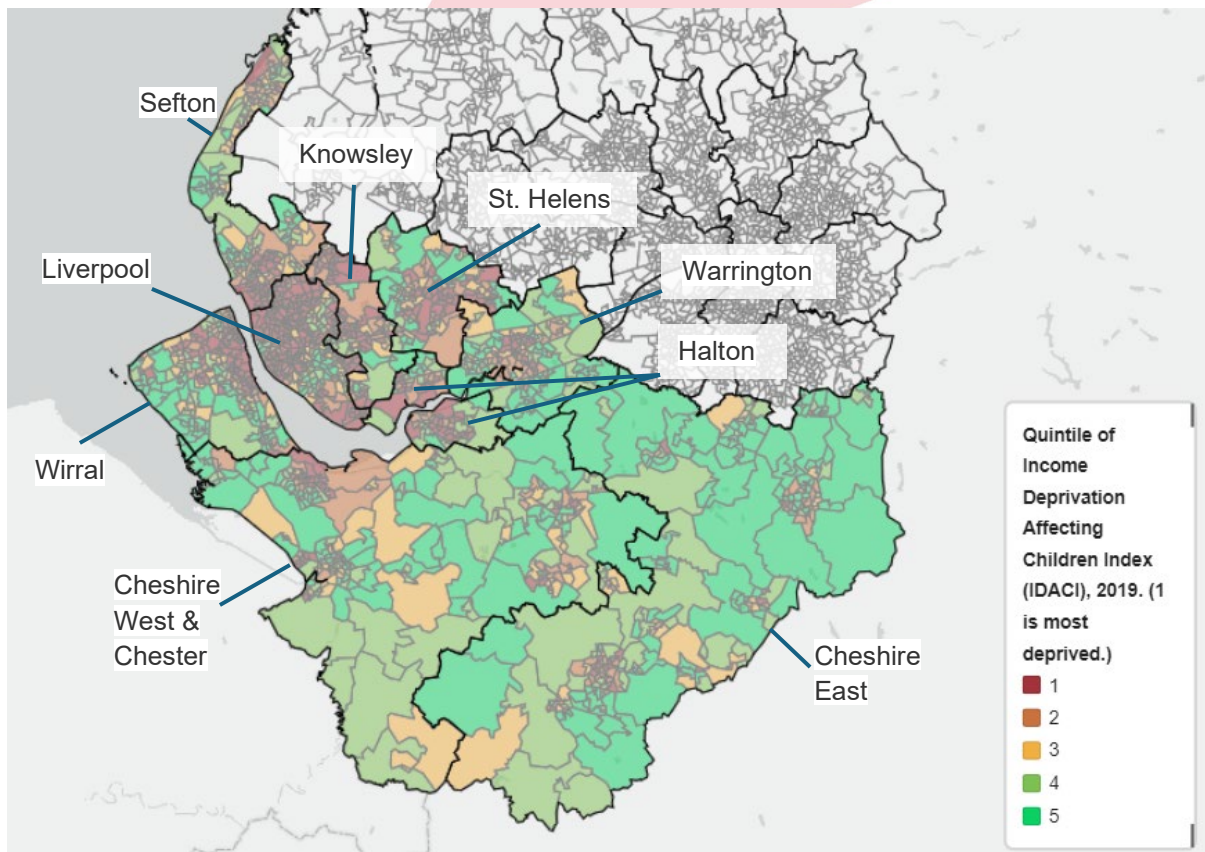 Sefton
Knowsley
St. Helens
Liverpool
Warrington
Halton
Wirral
Cheshire
West &
Chester
Cheshire
East
Quintile of
Income
Deprivation
Affecting
Children Index
(IDACI), 2019. (1
is most
deprived.)
1
2
3
4
5